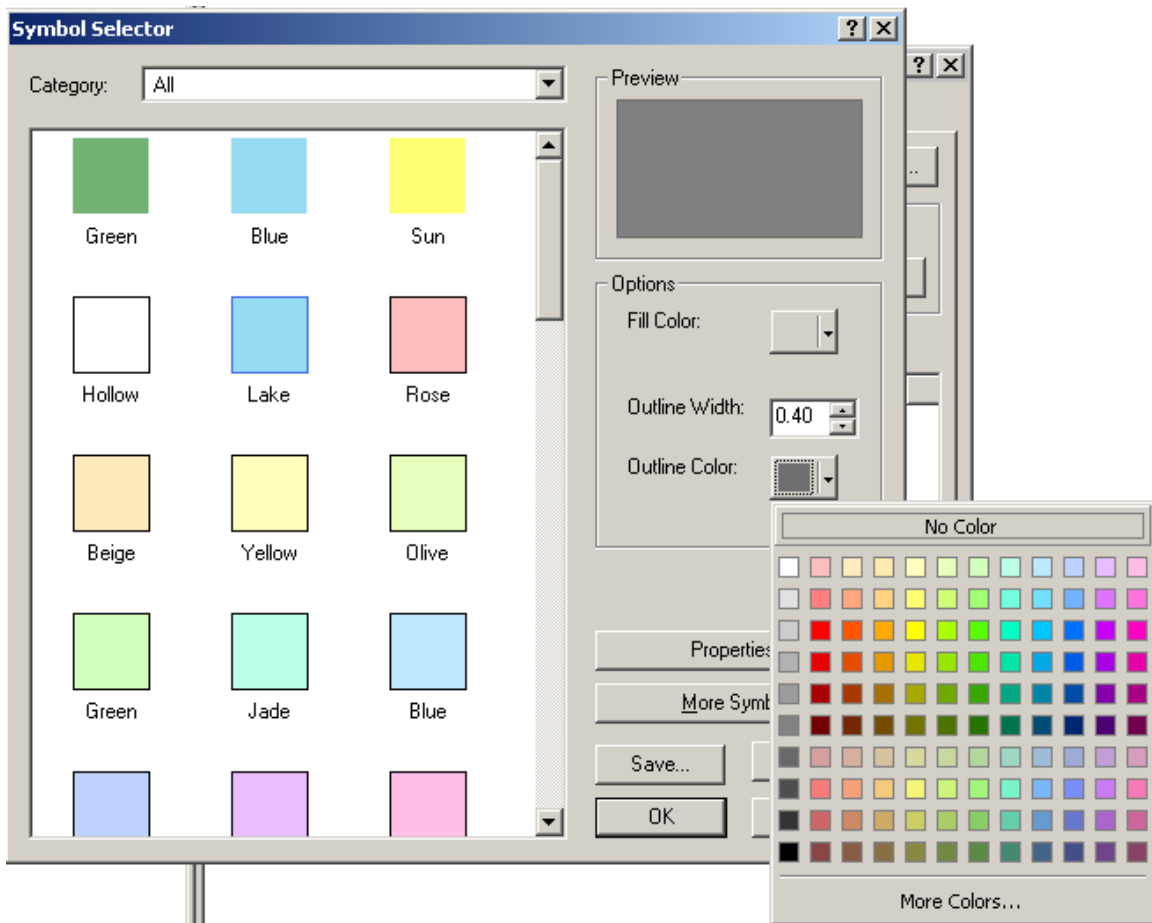 Symbol Selector
Category: All
Preview
Green Blue Sun
Options
Fill Color:
Hollow Lake Rose
Outline Width: 0.40
Outline Color:
Beige Yellow Olive
No Color
Properties
More Symb
Green Jade Blue
Save...
OK
More Colors...
..